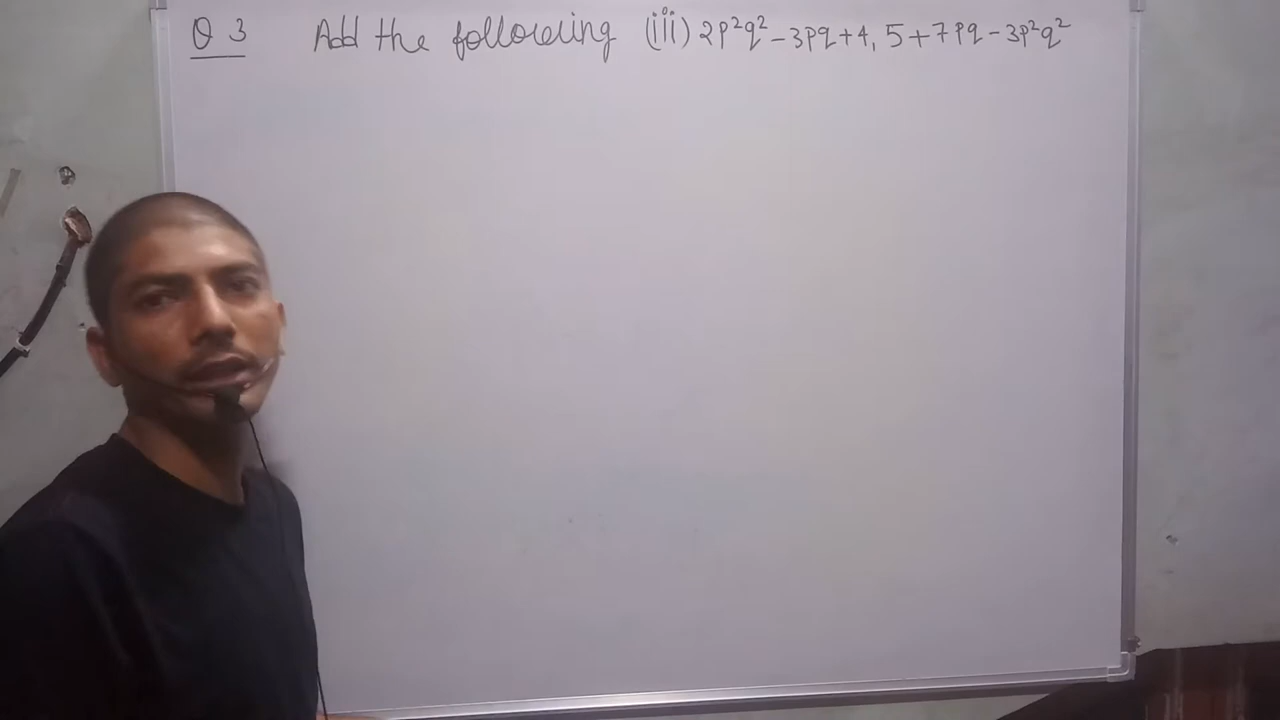 Q 3 Add the following (iii) 2p²q² - 3pq + 4, 5 + 7pq - 3p²q²